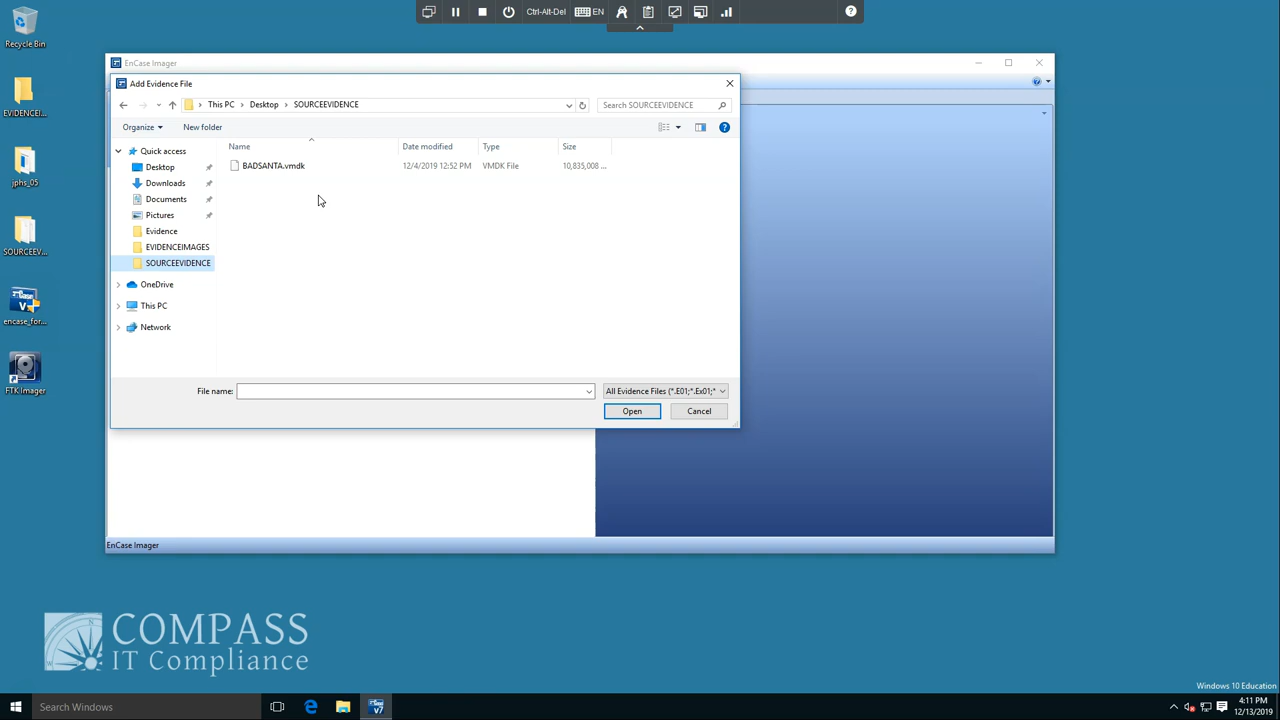 Ctrl-Alt-Del
EN
Recycle Bin
EVIDENCEI...
jphs_05
SOURCEEV...
encase_for...
FTK Imager
EnCase Imager
Add Evidence File
This PC > Desktop > SOURCEEVIDENCE
Search SOURCEEVIDENCE
Organize
New folder
Name
Date modified
Type
Size
BADSANTA.vmdk
12/4/2019 12:52 PM
VMDK File
10,835,008 ...
Quick access
Desktop
Downloads
Documents
Pictures
Evidence
EVIDENCEIMAGES
SOURCEEVIDENCE
OneDrive
This PC
Network
File name:
All Evidence Files (*.E01;*.Ex01;*
Open
Cancel
EnCase Imager
COMPASS
IT Compliance
Windows 10 Education
Search Windows
V7
4:11 PM
12/13/2019